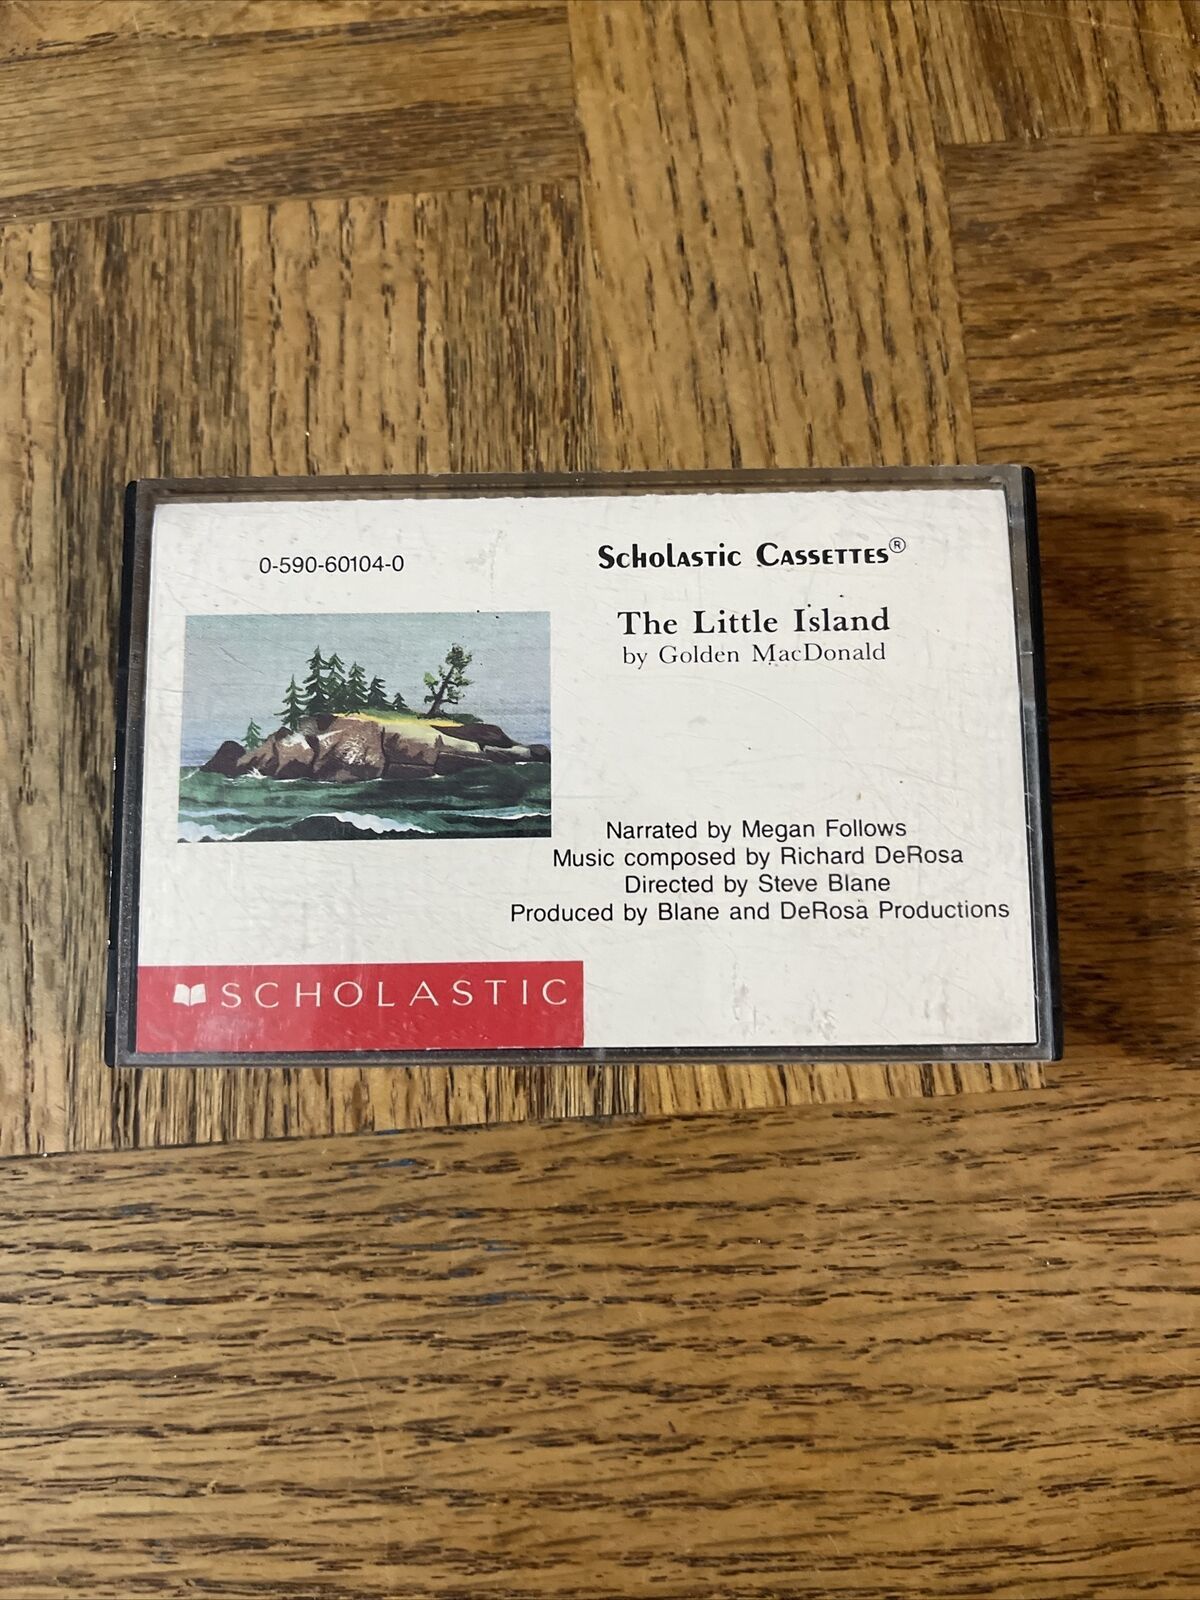 0-590-60104-0
Scholastic Cassettes®
The Little Island
by Golden MacDonald
Narrated by Megan Follows
Music composed by Richard DeRosa
Directed by Steve Blane
Produced by Blane and DeRosa Productions
SCHOLASTIC